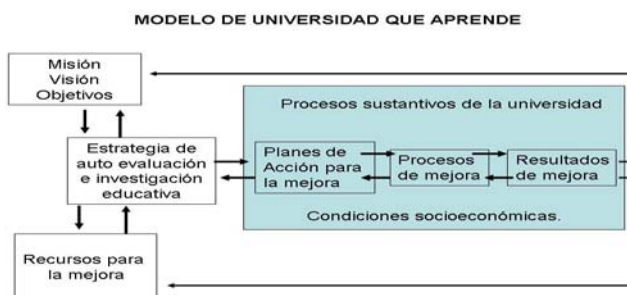 MODELO DE UNIVERSIDAD QUE APRENDE
Misión
Visión
Objetivos
Procesos sustantivos de la universidad
Estrategia de
auto evaluación
e investigación
educativa
Planes de
Acción para
la mejora
Procesos
de mejora
Resultados
de mejora
Condiciones socioeconómicas.
Recursos para
la mejora